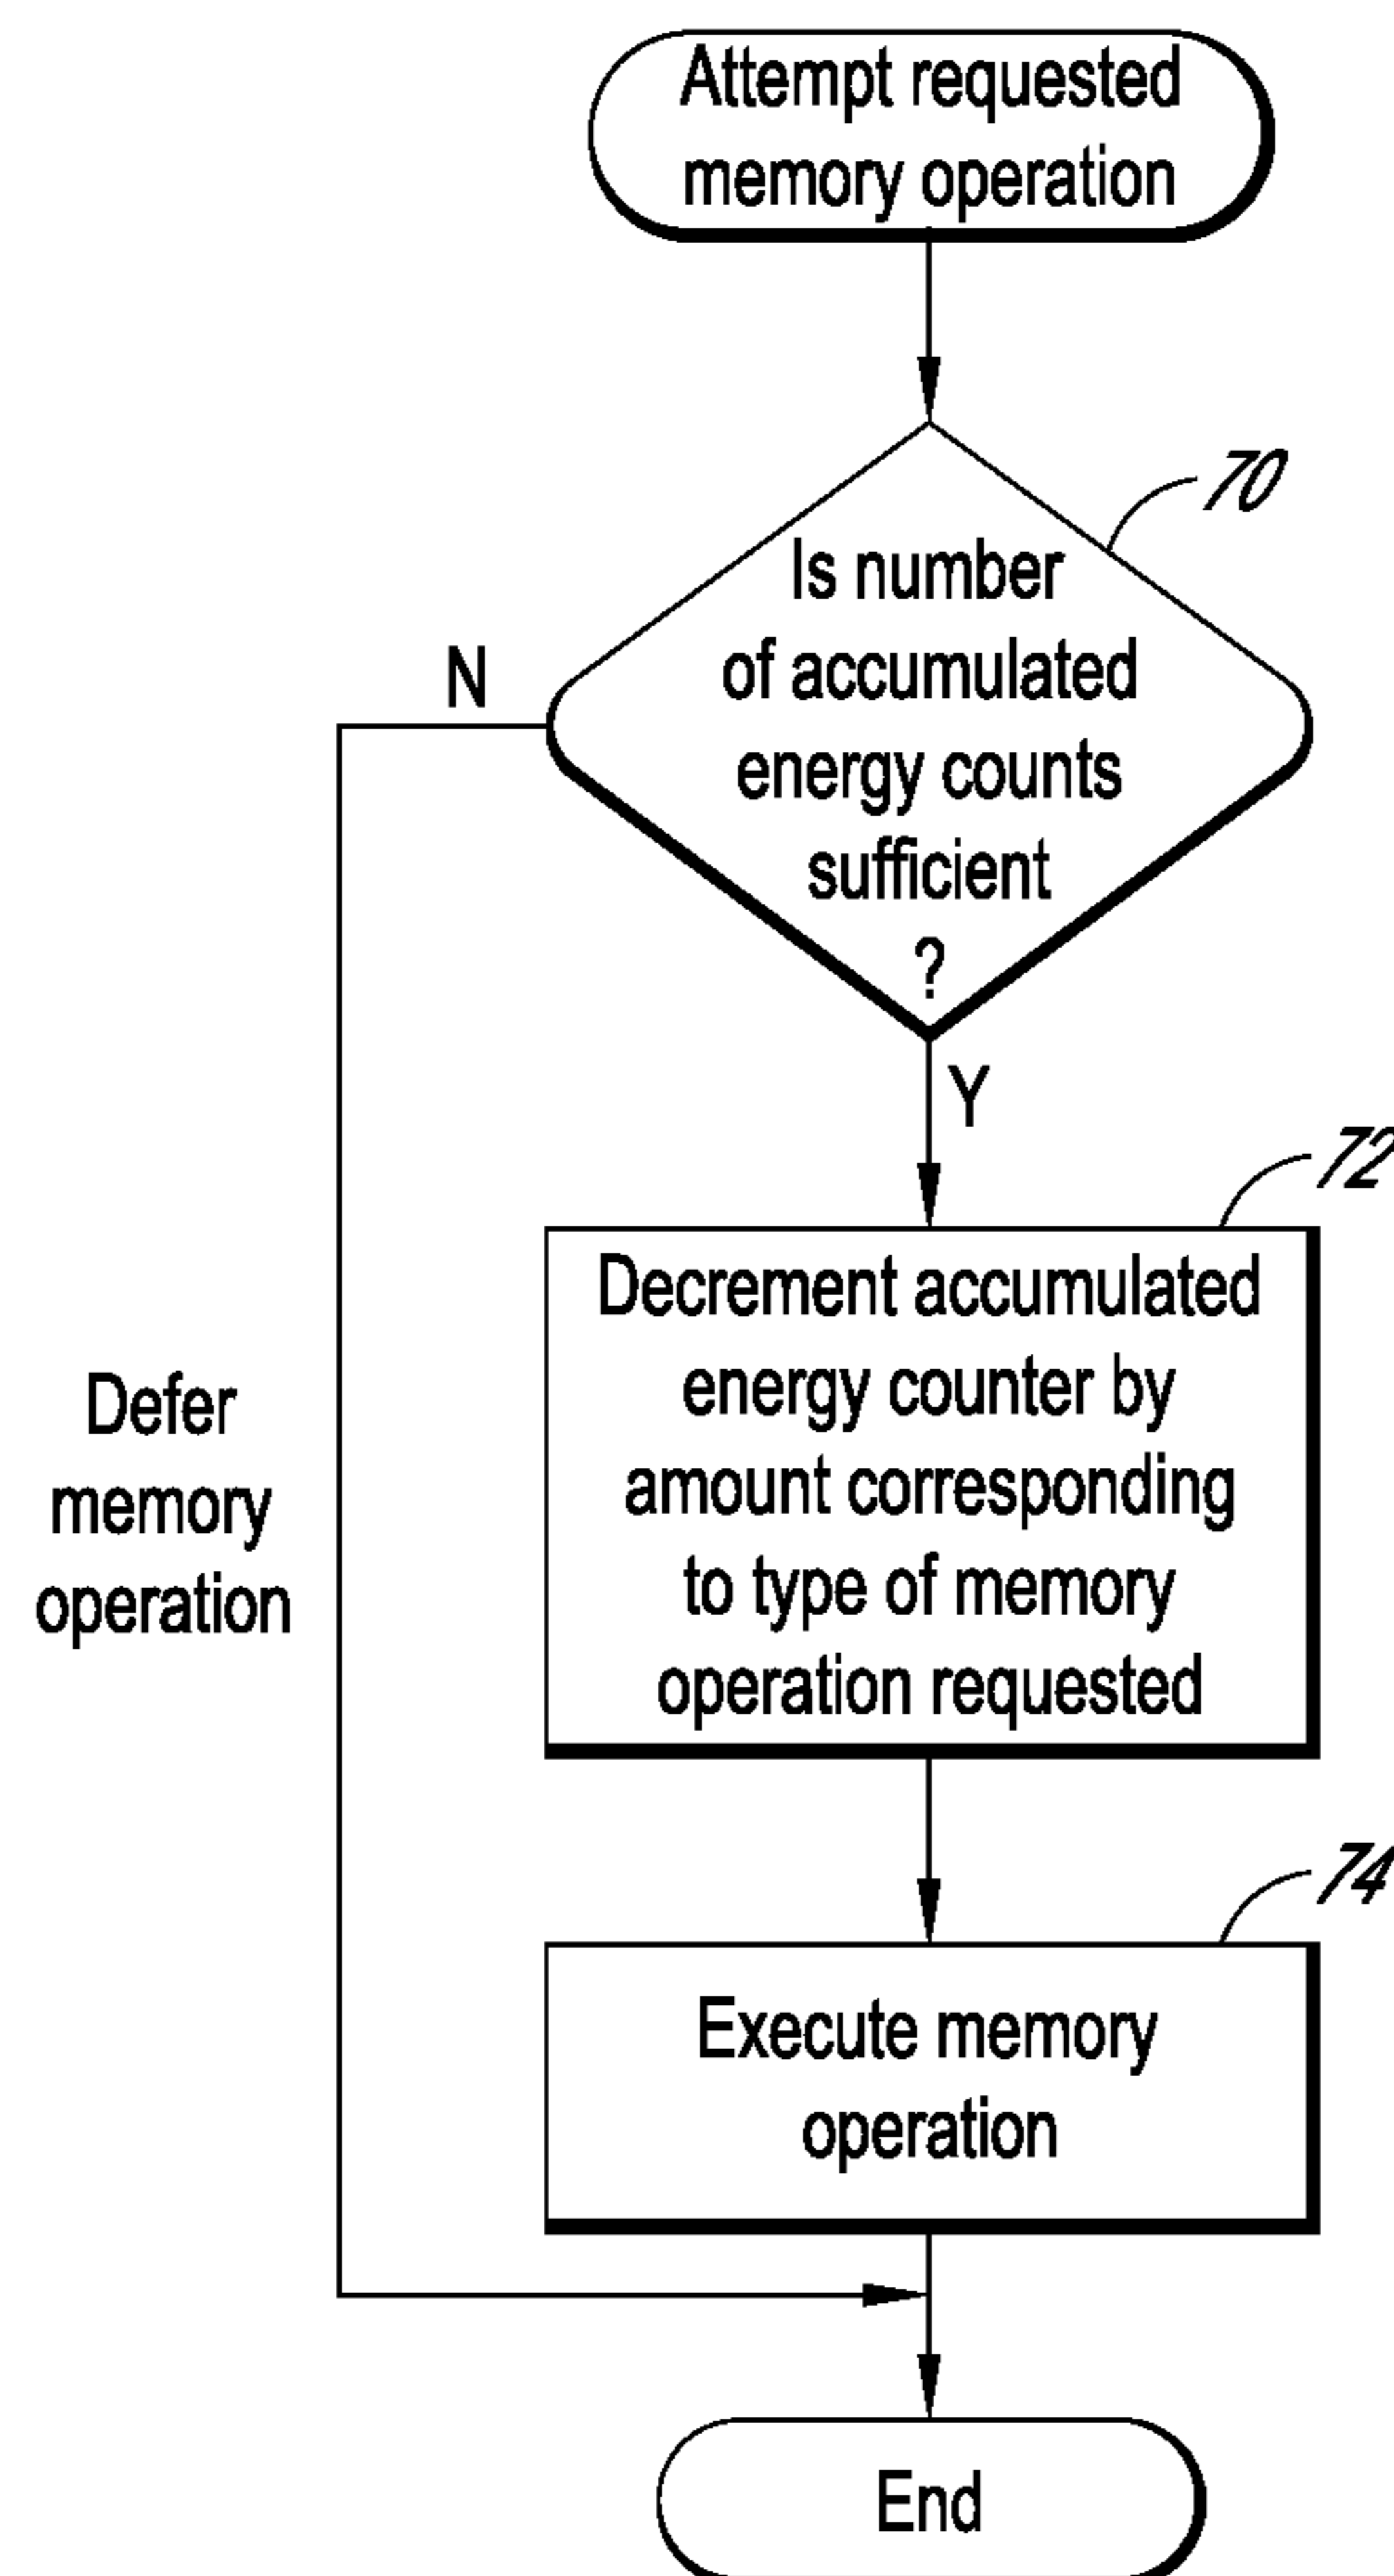 Attempt requested
memory operation
70
Is number
of accumulated
energy counts
sufficient
?
N
Y
72
Decrement accumulated
energy counter by
amount corresponding
to type of memory
operation requested
Defer
memory
operation
74
Execute memory
operation
End